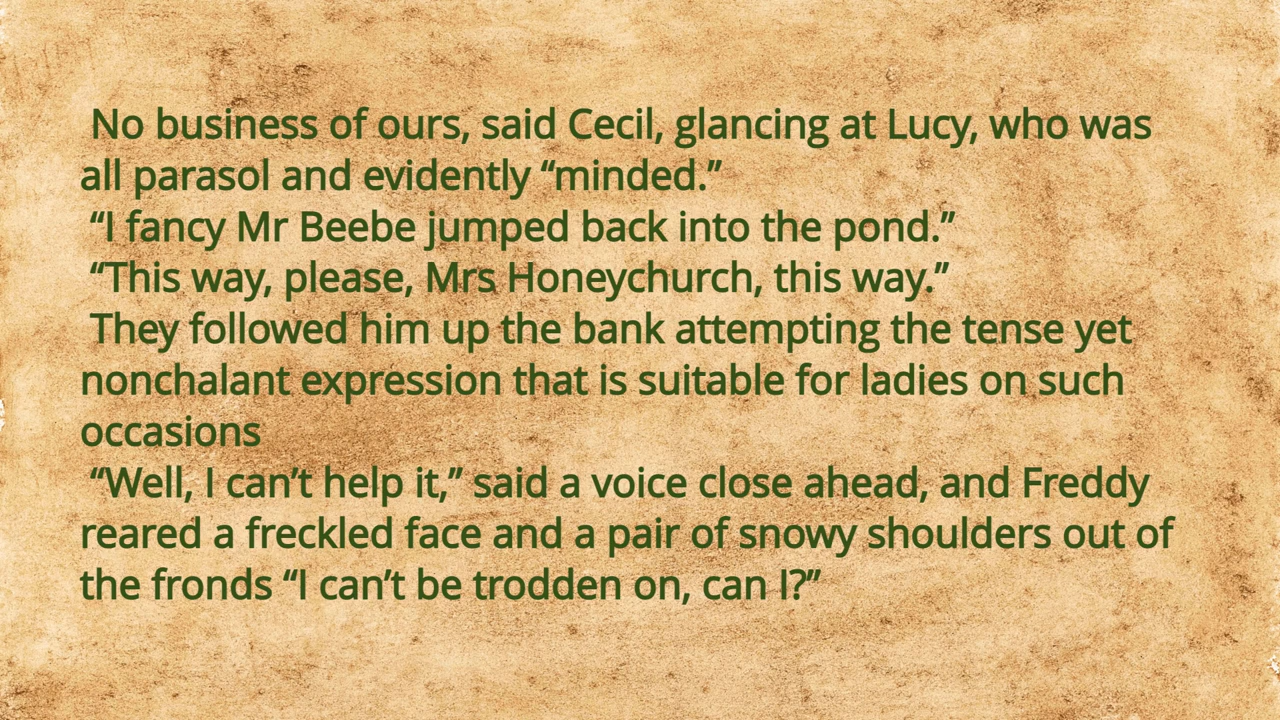 No business of ours, said Cecil, glancing at Lucy, who was
all parasol and evidently “minded.”
“I fancy Mr Beebe jumped back into the pond.”
“This way, please, Mrs Honeychurch, this way.”
They followed him up the bank attempting the tense yet
nonchalant expression that is suitable for ladies on such
occasions
“Well, I can’t help it,” said a voice close ahead, and Freddy
reared a freckled face and a pair of snowy shoulders out of
the fronds “I can’t be trodden on, can I?”